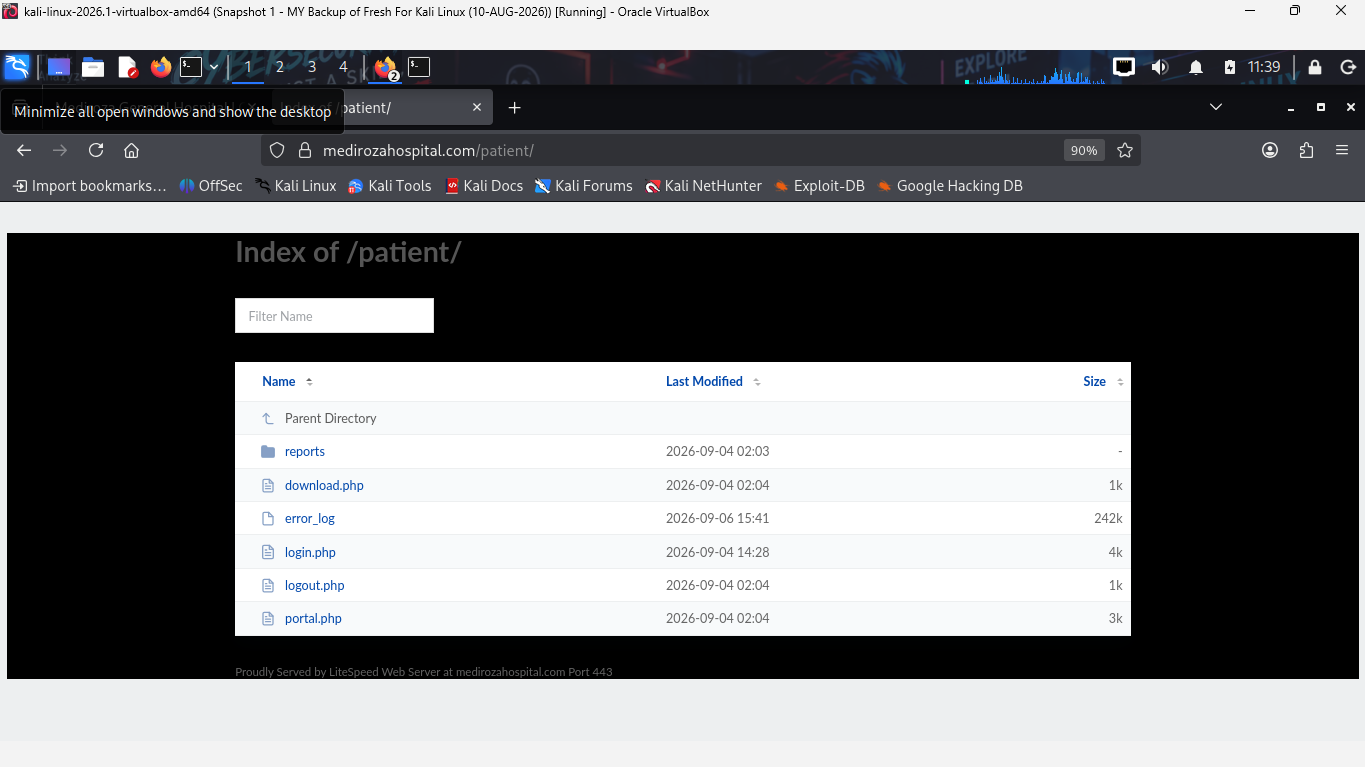 kali-linux-2026.1-virtualbox-amd64 (Snapshot 1 - MY Backup of Fresh For Kali Linux (10-AUG-2026)) [Running] - Oracle VirtualBox
1 2 3 4 2 EXPLORE 11:39
Minimize all open windows and show the desktop /patient/
medirozahospital.com/patient/ 90%
Import bookmarks... OffSec Kali Linux Kali Tools Kali Docs Kali Forums Kali NetHunter Exploit-DB Google Hacking DB
Index of /patient/
Filter Name
Name Last Modified Size
Parent Directory
reports 2026-09-04 02:03 -
download.php 2026-09-04 02:04 1k
error_log 2026-09-06 15:41 242k
login.php 2026-09-04 14:28 4k
logout.php 2026-09-04 02:04 1k
portal.php 2026-09-04 02:04 3k
Proudly Served by LiteSpeed Web Server at medirozahospital.com Port 443